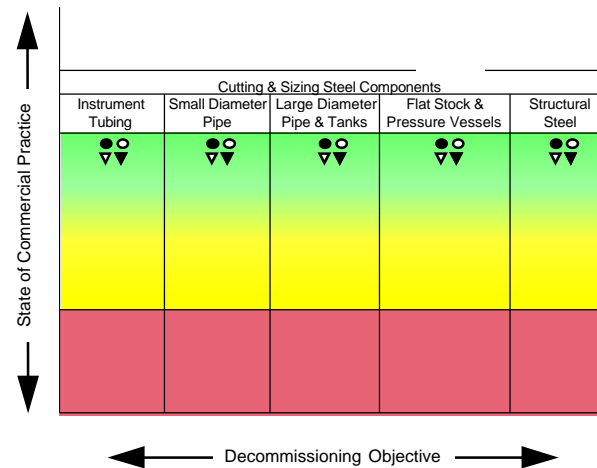 State of Commercial Practice
Cutting & Sizing Steel Components
Instrument
Tubing
Small Diameter
Pipe
Large Diameter
Pipe & Tanks
Flat Stock &
Pressure Vessels
Structural
Steel
Decommissioning Objective